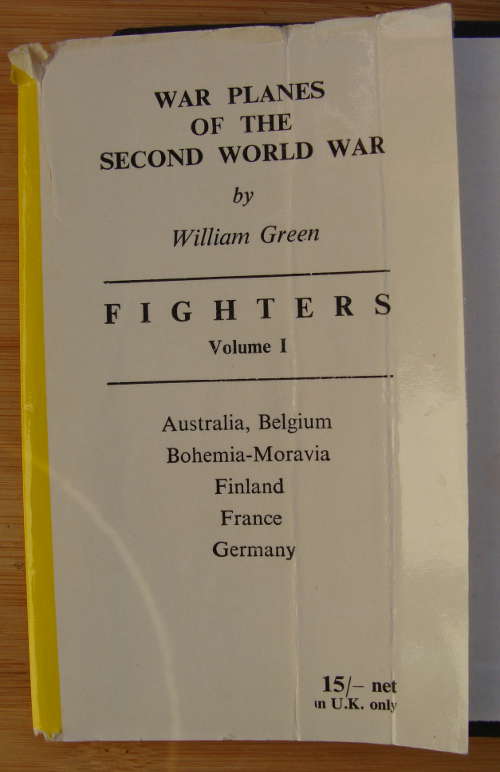 WAR PLANES
OF THE
SECOND WORLD WAR
by
William Green
FIGHTERS
Volume I
Australia, Belgium
Bohemia-Moravia
Finland
France
Germany
15/– net
in U.K. only